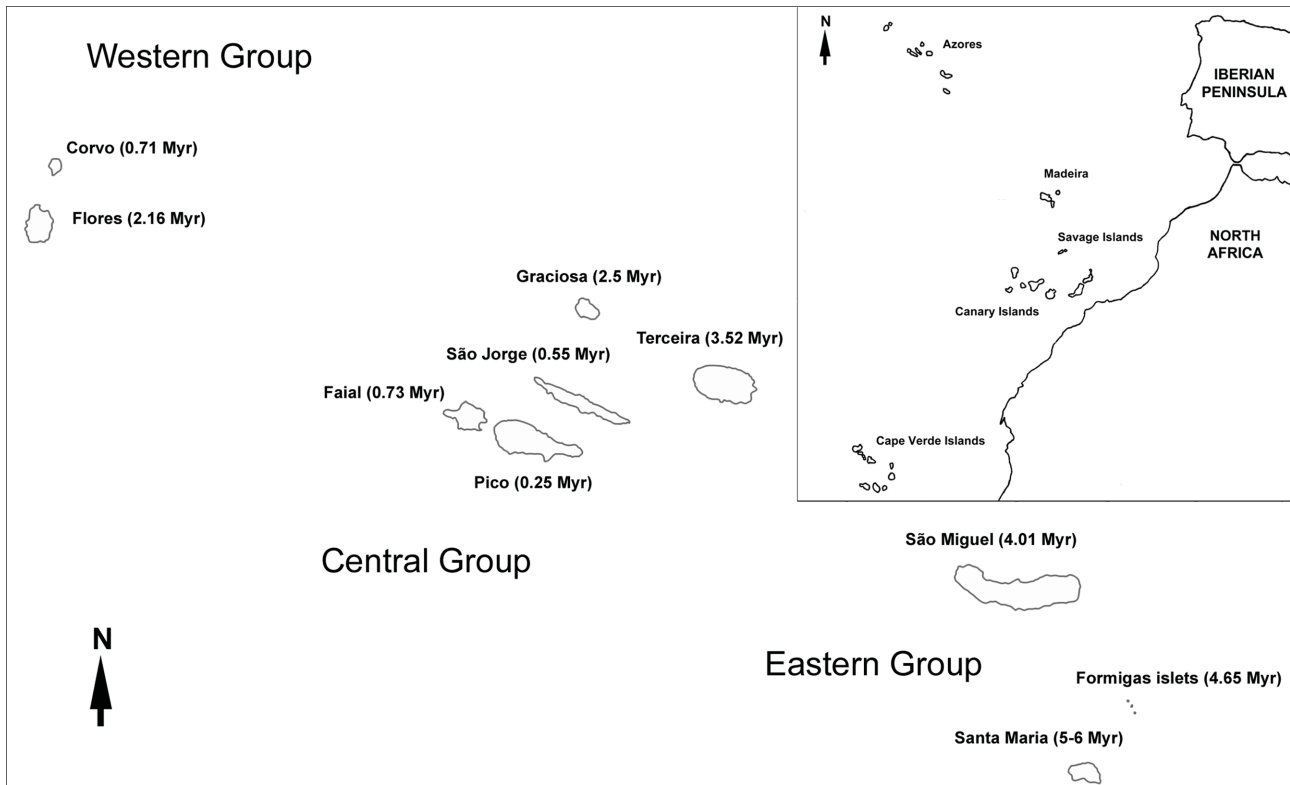 Western Group
Corvo (0.71 Myr)
Flores (2.16 Myr)
Graciosa (2.5 Myr)
Terceira (3.52 Myr)
São Jorge (0.55 Myr)
Faial (0.73 Myr)
Pico (0.25 Myr)
Central Group
N
N
Azores
IBERIAN
PENINSULA
Madeira
Savage Islands
NORTH
AFRICA
Canary Islands
Cape Verde Islands
São Miguel (4.01 Myr)
Eastern Group
Formigas islets (4.65 Myr)
Santa Maria (5-6 Myr)